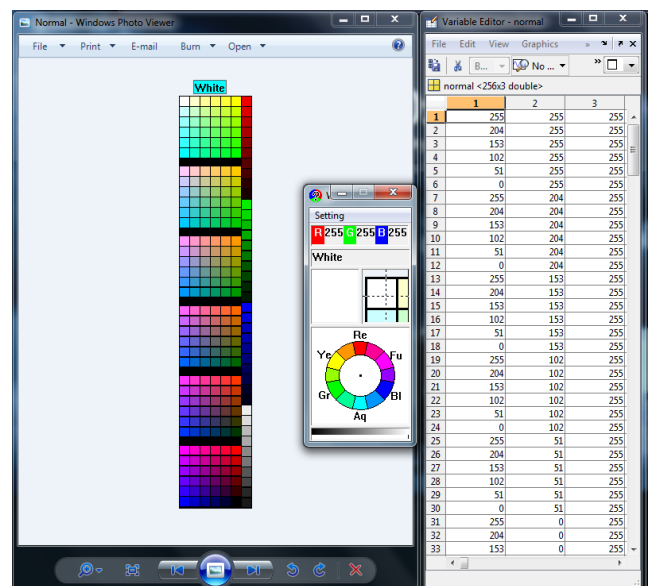 Normal - Windows Photo Viewer
File Print E-mail Burn Open
White
Setting
R 255 G 255 B 255
White
Re
Ye Fu
Gr Bl
Aq
Variable Editor - normal
File Edit View Graphics »
B... No ... »
normal <256x3 double>
1 2 3
1 255 255 255
2 204 255 255
3 153 255 255
4 102 255 255
5 51 255 255
6 0 255 255
7 255 204 255
8 204 204 255
9 153 204 255
10 102 204 255
11 51 204 255
12 0 204 255
13 255 153 255
14 204 153 255
15 153 153 255
16 102 153 255
17 51 153 255
18 0 153 255
19 255 102 255
20 204 102 255
21 153 102 255
22 102 102 255
23 51 102 255
24 0 102 255
25 255 51 255
26 204 51 255
27 153 51 255
28 102 51 255
29 51 51 255
30 0 51 255
31 255 0 255
32 204 0 255
33 153 0 255